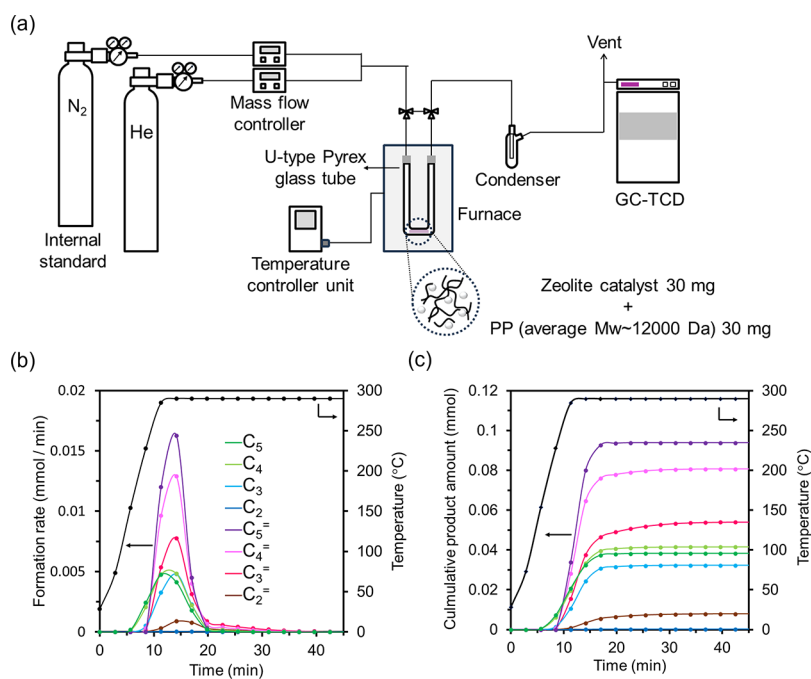 (a)
N2
He
Internal
standard
Mass flow
controller
U-type Pyrex
glass tube
Temperature
controller unit
Furnace
Condenser
Vent
GC-TCD
Zeolite catalyst 30 mg
+
PP (average Mw~12000 Da) 30 mg
(b)
Formation rate (mmol / min)
0.02
0.015
0.01
0.005
0
300
250
200
150
100
50
0
Temperature (°C)
C5
C4
C3
C2
C5=
C4=
C3=
C2=
0 10 20 30 40
Time (min)
(c)
Culmulative product amount (mmol)
0.12
0.1
0.08
0.06
0.04
0.02
0
300
250
200
150
100
50
0
Temperature (°C)
0 10 20 30 40
Time (min)